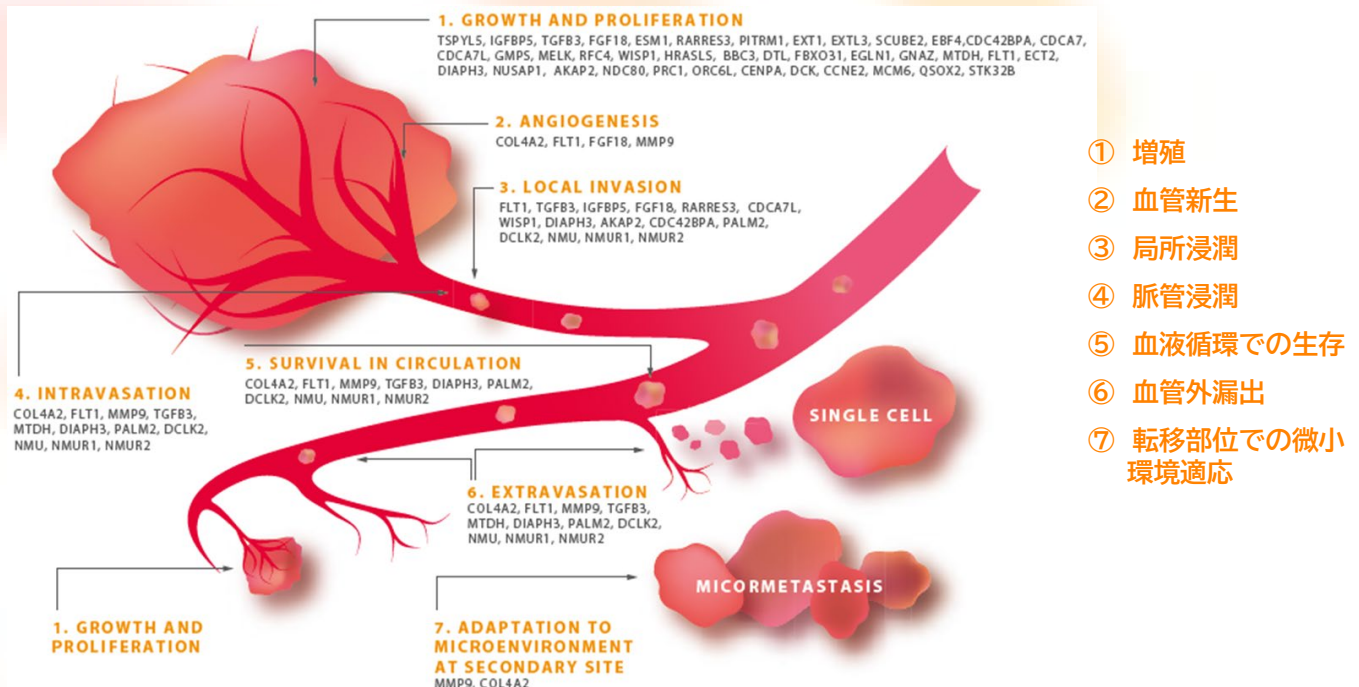 1. GROWTH AND PROLIFERATION
TSPYL5, IGFBP5, TGFB3, FGF18, ESM1, RARRES3, PITRM1, EXT1, EXTL3, SCUBE2, EBF4,CDC42BPA, CDCA7,
CDCA7L, GMPS, MELK, RFC4, WISP1, HRASLS, BBC3, DTL, FBXO31, EGLN1, GNAZ, MTDH, FLT1, ECT2,
DIAPH3, NUSAP1, AKAP2, NDC80, PRC1, ORC6L, CENPA, DCK, CCNE2, MCM6, QSOX2, STK32B
2. ANGIOGENESIS
COL4A2, FLT1, FGF18, MMP9
3. LOCAL INVASION
FLT1, TGFB3, IGFBP5, FGF18, RARRES3, CDCA7L,
WISP1, DIAPH3, AKAP2, CDC42BPA, PALM2,
DCLK2, NMU, NMUR1, NMUR2
4. INTRAVASATION
COL4A2, FLT1, MMP9, TGFB3,
MTDH, DIAPH3, PALM2, DCLK2,
NMU, NMUR1, NMUR2
5. SURVIVAL IN CIRCULATION
COL4A2, FLT1, MMP9, TGFB3, DIAPH3, PALM2,
DCLK2, NMU, NMUR1, NMUR2
SINGLE CELL
6. EXTRAVASATION
COL4A2, FLT1, MMP9, TGFB3,
MTDH, DIAPH3, PALM2, DCLK2,
NMU, NMUR1, NMUR2
MICORMETASTASIS
1. GROWTH AND
PROLIFERATION
7. ADAPTATION TO
MICROENVIRONMENT
AT SECONDARY SITE
MMP9, COL4A2
① 増殖
② 血管新生
③ 局所浸潤
④ 脈管浸潤
⑤ 血液循環での生存
⑥ 血管外漏出
⑦ 転移部位での微小
環境適応